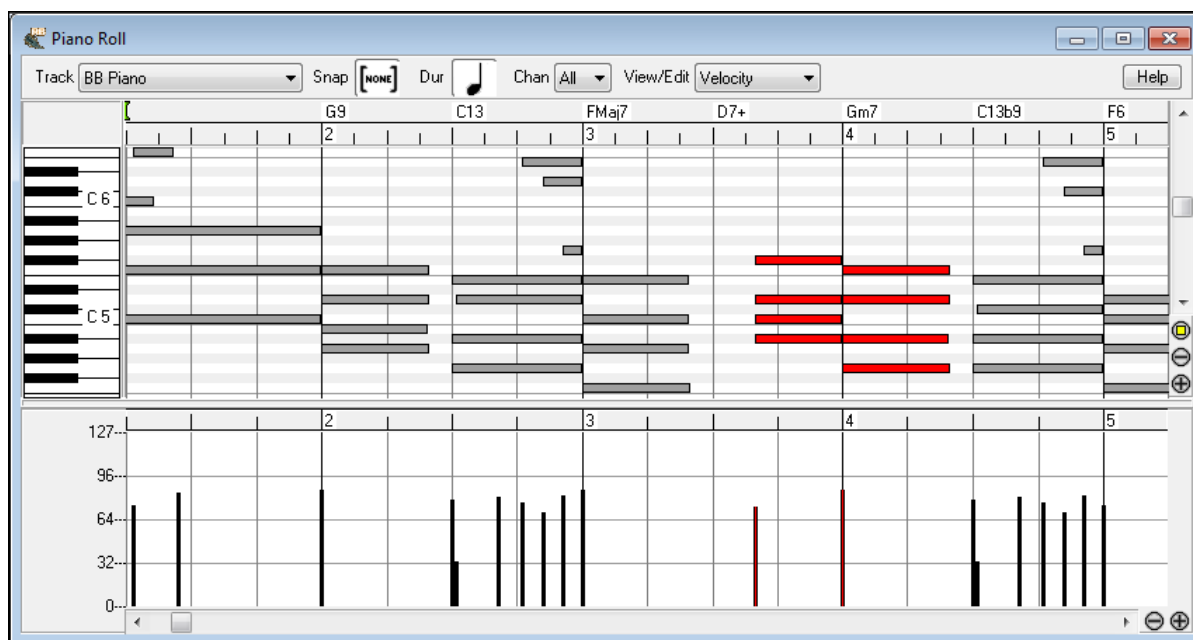 Piano Roll
Track BB Piano Snap [NONE] Dur Chan All View/Edit Velocity Help
G9 C13 FMaj7 D7+ Gm7 C13b9 F6
2 3 4 5
C 6
C 5
2 3 4 5
127
96
64
32
0